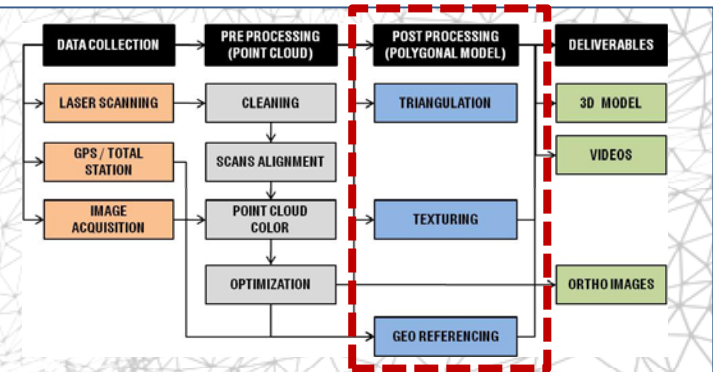 DATA COLLECTION
PRE PROCESSING
(POINT CLOUD)
POST PROCESSING
(POLYGONAL MODEL)
DELIVERABLES
LASER SCANNING
CLEANING
TRIANGULATION
3D MODEL
GPS / TOTAL
STATION
SCANS ALIGNMENT
VIDEOS
IMAGE
ACQUISITION
POINT CLOUD
COLOR
TEXTURING
OPTIMIZATION
ORTHO IMAGES
GEO REFERENCING